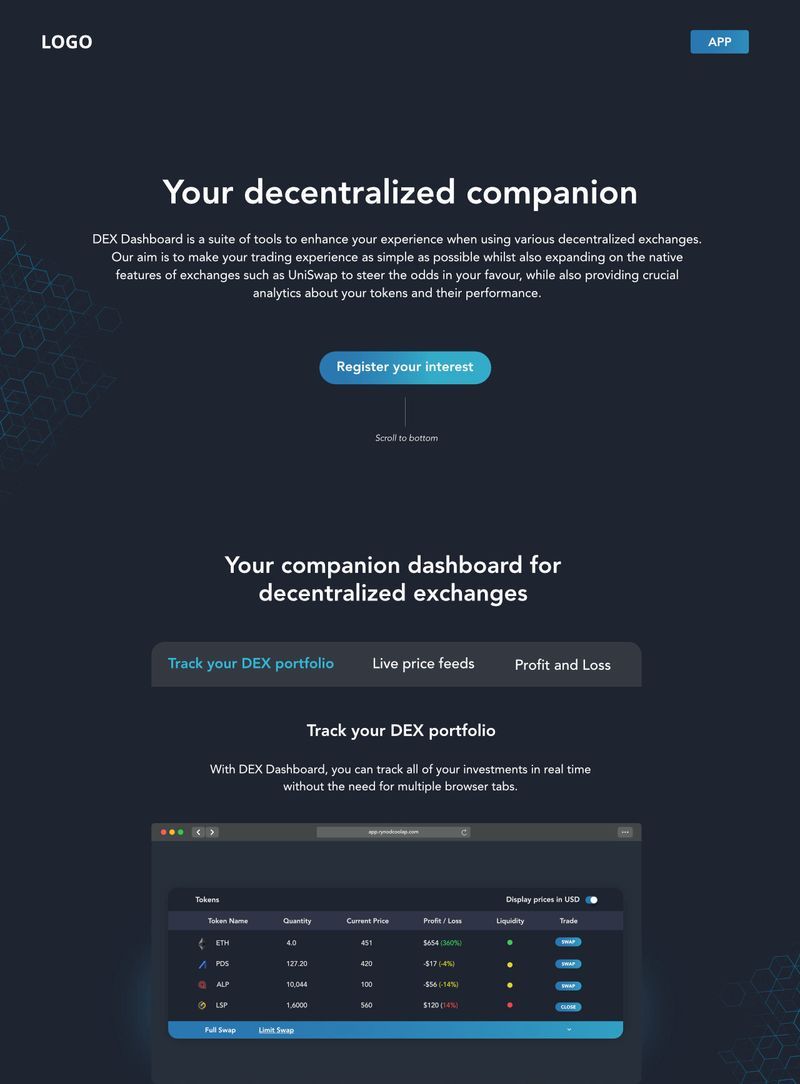 LOGO
APP
Your decentralized companion
DEX Dashboard is a suite of tools to enhance your experience when using various decentralized exchanges.
Our aim is to make your trading experience as simple as possible whilst also expanding on the native
features of exchanges such as UniSwap to steer the odds in your favour, while also providing crucial
analytics about your tokens and their performance.
Register your interest
Scroll to bottom
Your companion dashboard for
decentralized exchanges
Track your DEX portfolio Live price feeds Profit and Loss
Track your DEX portfolio
With DEX Dashboard, you can track all of your investments in real time
without the need for multiple browser tabs.
app.rynodcoolap.com
Tokens Display prices in USD
Token Name Quantity Current Price Profit / Loss Liquidity Trade
ETH 4.0 451 $654 (360%) SWAP
PDS 127.20 420 -$17 (-4%) SWAP
ALP 10,044 100 -$56 (-14%) SWAP
LSP 1,6000 560 $120 (14%) CLOSE
Full Swap Limit Swap